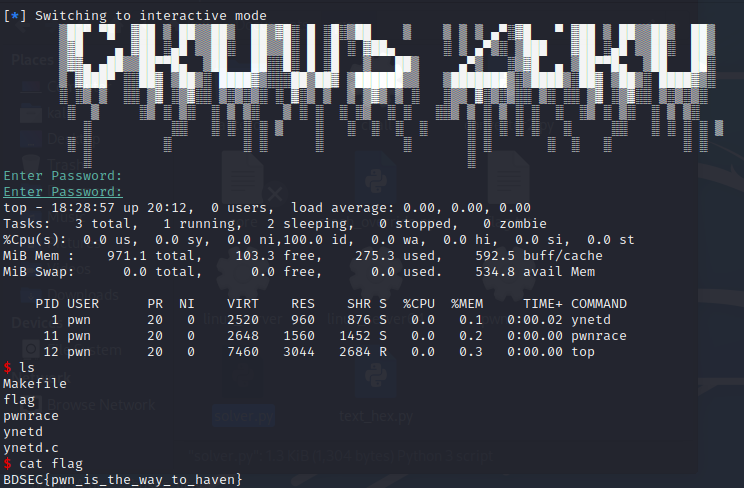 [*] Switching to interactive mode
Enter Password:
Enter Password:
top - 18:28:57 up 20:12,  0 users,  load average: 0.00, 0.00, 0.00
Tasks:   3 total,   1 running,   2 sleeping,   0 stopped,   0 zombie
%Cpu(s):  0.0 us,  0.0 sy,  0.0 ni,100.0 id,  0.0 wa,  0.0 hi,  0.0 si,  0.0 st
MiB Mem :    971.1 total,    103.3 free,    275.3 used,    592.5 buff/cache
MiB Swap:      0.0 total,      0.0 free,      0.0 used.    534.8 avail Mem
PID USER      PR  NI    VIRT    RES    SHR S  %CPU  %MEM     TIME+ COMMAND
1 pwn       20   0    2520    960    876 S   0.0   0.1   0:00.02 ynetd
11 pwn       20   0    2648   1560   1452 S   0.0   0.2   0:00.00 pwnrace
12 pwn       20   0    7460   3044   2684 R   0.0   0.3   0:00.00 top
$ ls
Makefile
flag
pwnrace
ynetd
ynetd.c
$ cat flag
BDSEC{pwn_is_the_way_to_haven}